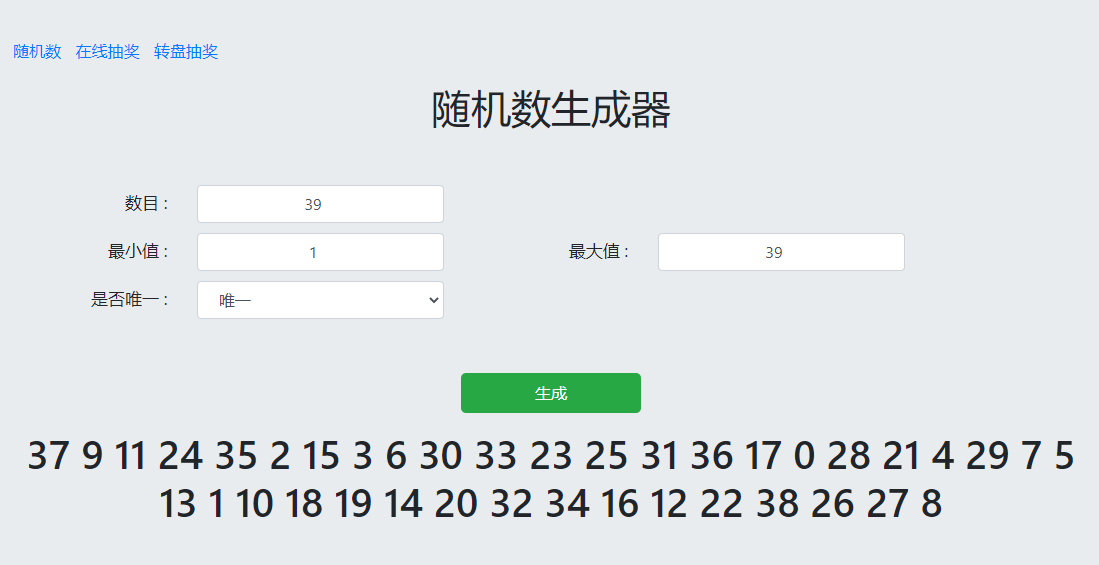 随机数 在线抽奖 转盘抽奖
随机数生成器
数目： 39
最小值： 1 最大值： 39
是否唯一： 唯一
生成
37 9 11 24 35 2 15 3 6 30 33 23 25 31 36 17 0 28 21 4 29 7 5
13 1 10 18 19 14 20 32 34 16 12 22 38 26 27 8